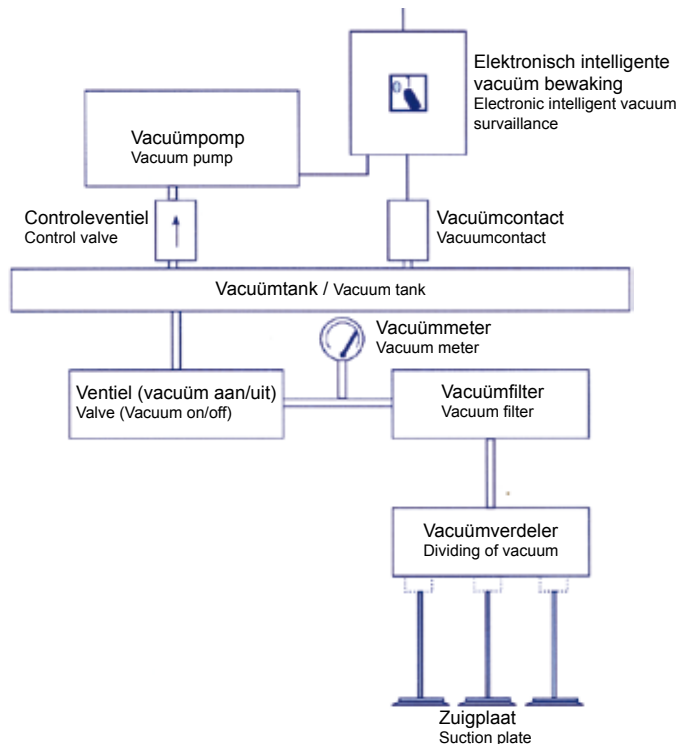 Elektronisch intelligente
vacuüm bewaking
Electronic intelligent vacuum
survaillance
0
Vacuümpomp
Vacuum pump
Controleventiel
Control valve
Vacuümcontact
Vacuumcontact
Vacuümtank / Vacuum tank
Vacuümmeter
Vacuum meter
Ventiel (vacuüm aan/uit)
Valve (Vacuum on/off)
Vacuümfilter
Vacuum filter
Vacuümverdeler
Dividing of vacuum
Zuigplaat
Suction plate